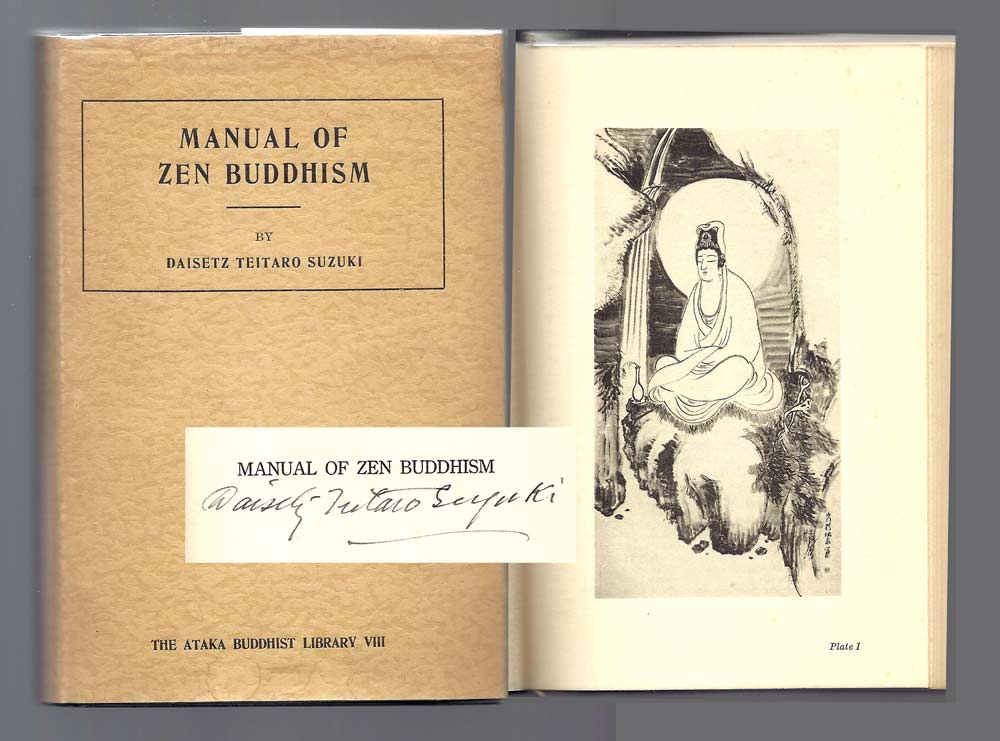 MANUAL OF
ZEN BUDDHISM
BY
DAISETZ TEITARO SUZUKI
MANUAL OF ZEN BUDDHISM
Daisetz Teitaro Suzuki
THE ATAKA BUDDHIST LIBRARY VIII
Plate I